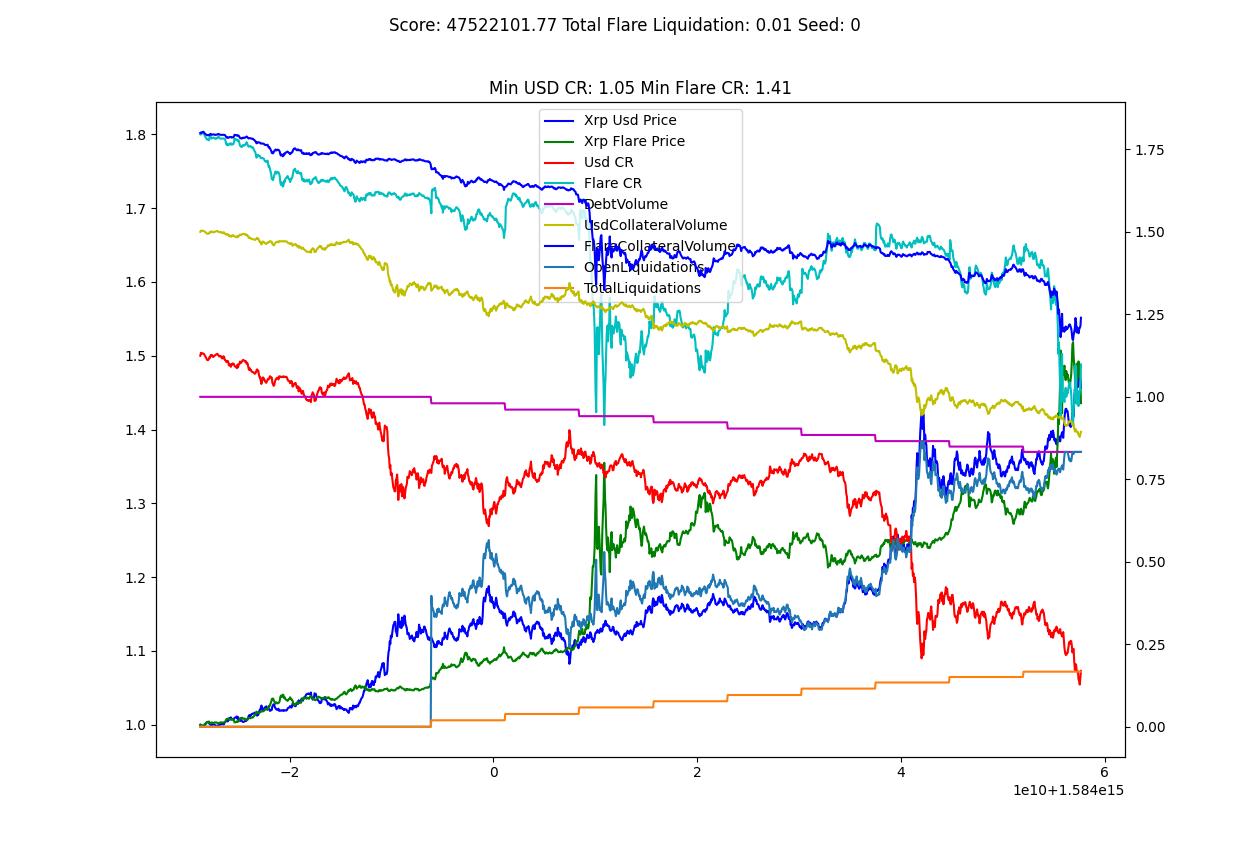 Score: 47522101.77 Total Flare Liquidation: 0.01 Seed: 0
Min USD CR: 1.05 Min Flare CR: 1.41
Xrp Usd Price
Xrp Flare Price
Usd CR
Flare CR
DebtVolume
UsdCollateralVolume
FlareCollateralVolume
OpenLiquidations
TotalLiquidations
1.8
1.7
1.6
1.5
1.4
1.3
1.2
1.1
1.0
1.75
1.50
1.25
1.00
0.75
0.50
0.25
0.00
−2
0
2
4
6
1e10+1.584e15